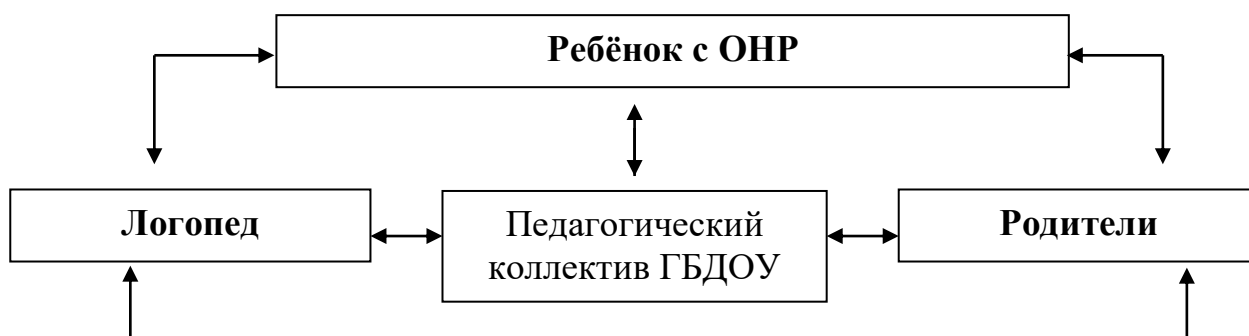 Ребёнок с ОНР
Логопед
Педагогический
коллектив ГБДОУ
Родители